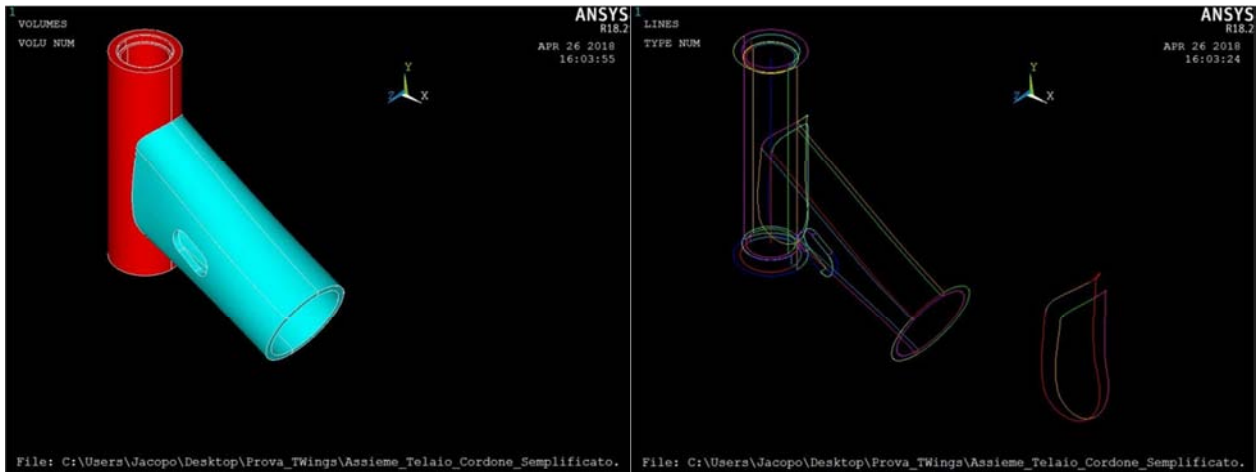 1
VOLUMES
VOLU NUM
ANSYS
R18.2
APR 26 2018
16:03:55
Y
Z
X
File: C:\Users\Jacopo\Desktop\Prova_TWings\Assieme_Telaio_Cordone_Semplificato.
1
LINES
TYPE NUM
ANSYS
R18.2
APR 26 2018
16:03:24
Y
Z
X
File: C:\Users\Jacopo\Desktop\Prova_TWings\Assieme_Telaio_Cordone_Semplificato.